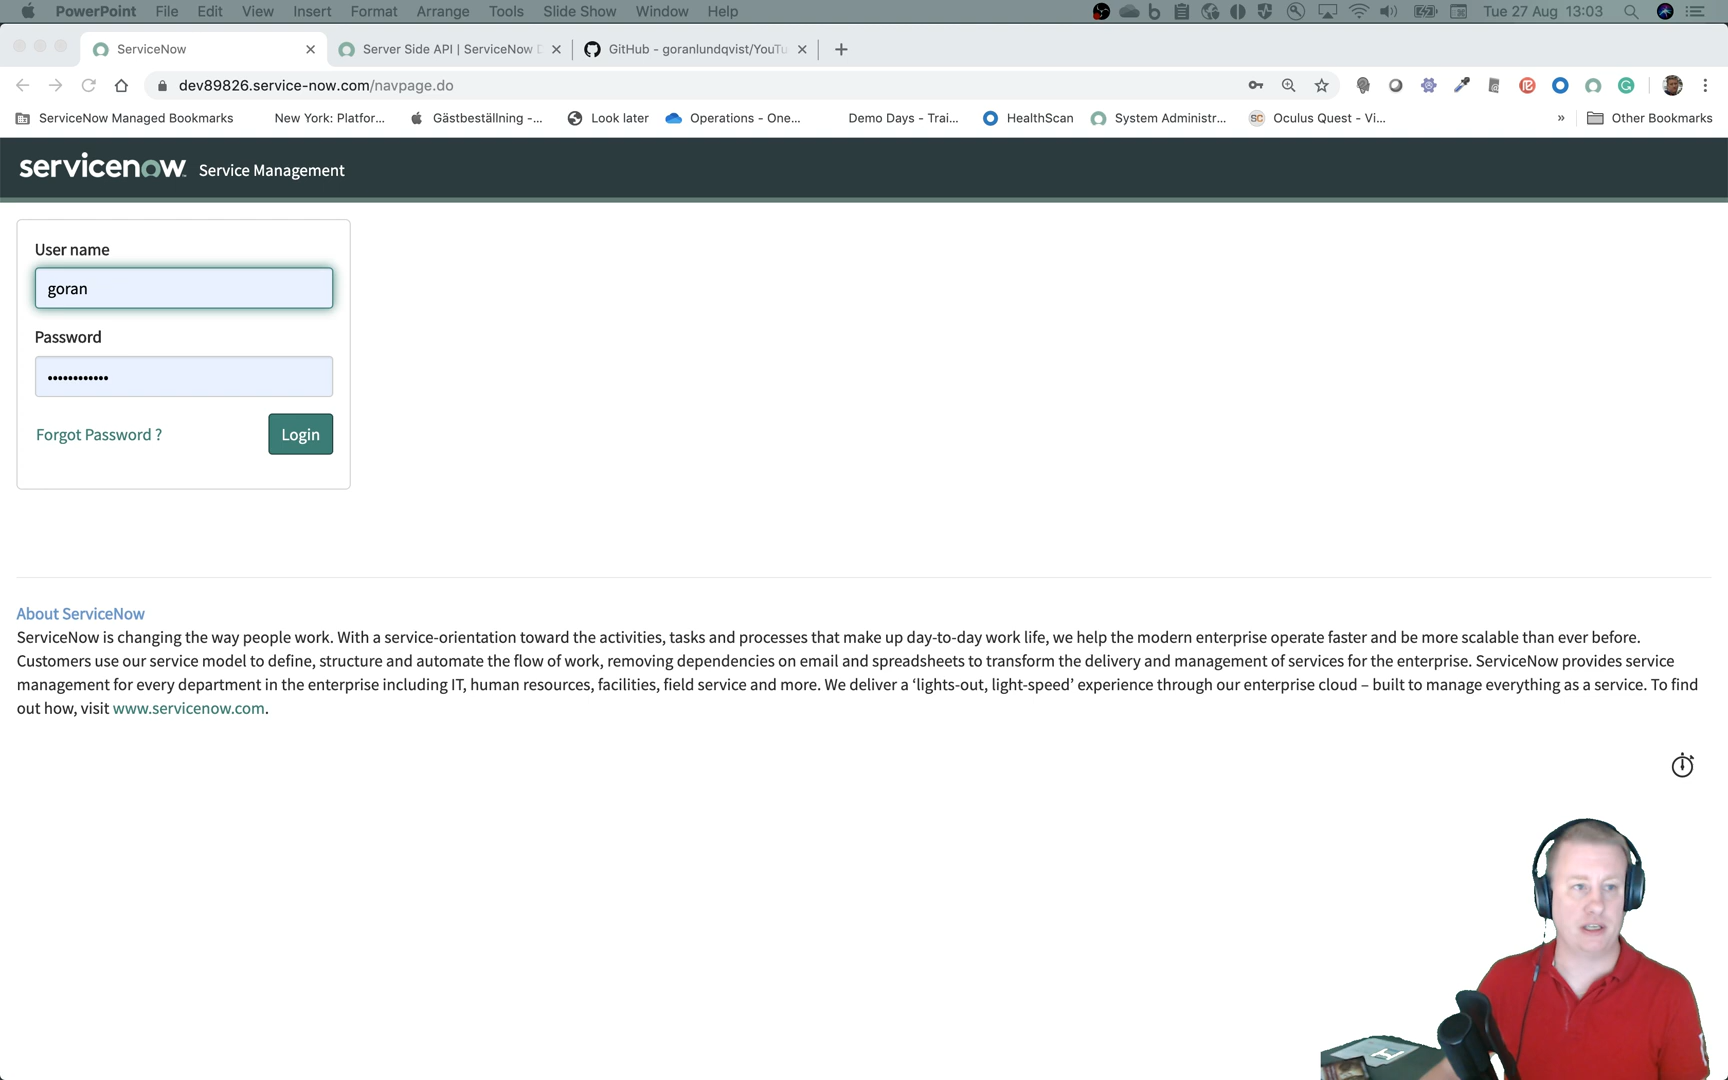 PowerPoint File Edit View Insert Format Arrange Tools Slide Show Window Help Tue 27 Aug 13:03
ServiceNow Server Side API | ServiceNow D GitHub - goranlundqvist/YouTu
dev89826.service-now.com/navpage.do
ServiceNow Managed Bookmarks New York: Platfor... Gästbeställning -... Look later Operations - One... Demo Days - Trai... HealthScan System Administr... SC Oculus Quest - Vi... » Other Bookmarks
servicenow Service Management
User name
goran
Password
••••••••••••
Forgot Password ? Login
About ServiceNow
ServiceNow is changing the way people work. With a service-orientation toward the activities, tasks and processes that make up day-to-day work life, we help the modern enterprise operate faster and be more scalable than ever before.
Customers use our service model to define, structure and automate the flow of work, removing dependencies on email and spreadsheets to transform the delivery and management of services for the enterprise. ServiceNow provides service
management for every department in the enterprise including IT, human resources, facilities, field service and more. We deliver a ‘lights-out, light-speed’ experience through our enterprise cloud – built to manage everything as a service. To find
out how, visit www.servicenow.com.